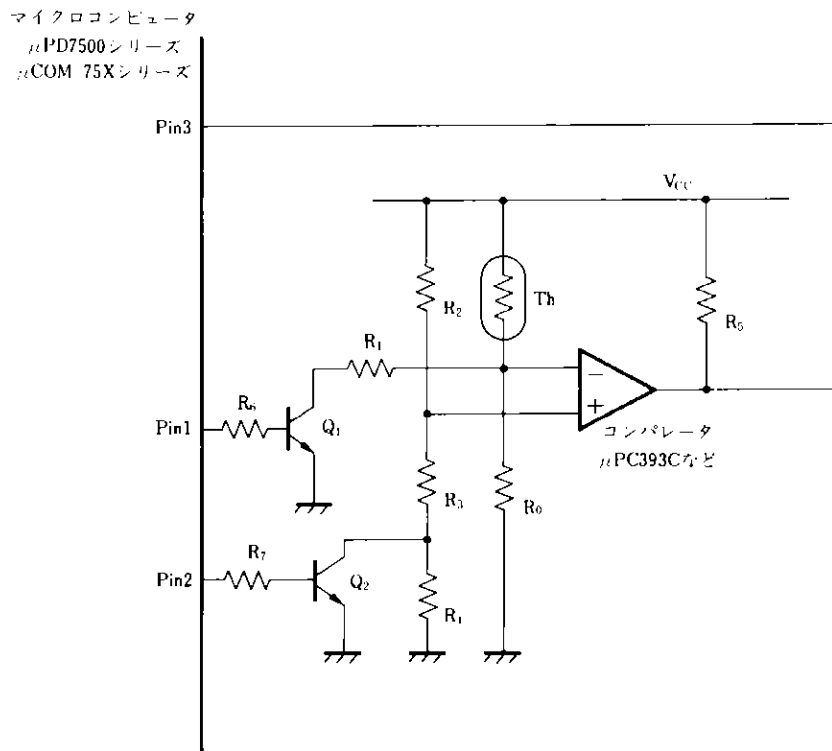 マイクロコンピュータ
μPD7500シリーズ
μCOM 75Xシリーズ
Pin3
VCC
R2
Th
R5
R1
−
+
R6
Pin1
Q1
コンパレータ
μPC393Cなど
R3
R0
R7
Pin2
Q2
R1